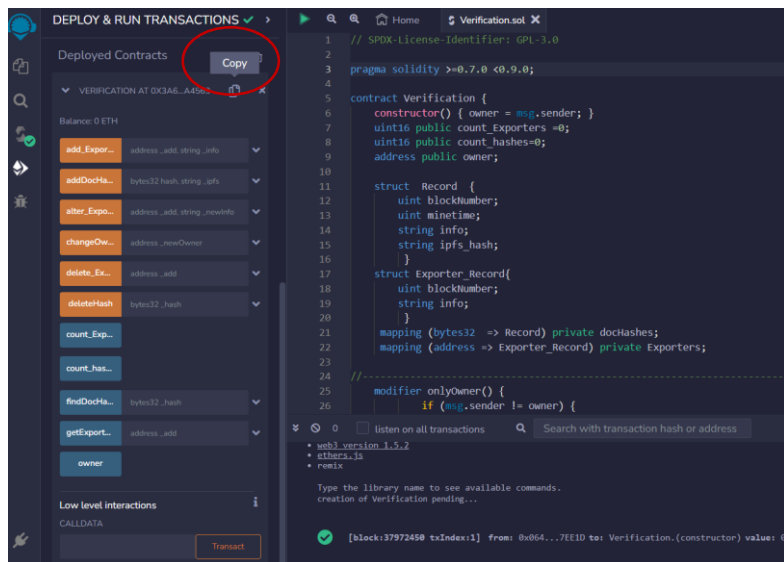 DEPLOY & RUN TRANSACTIONS
Deployed Contracts
Copy
VERIFICATION AT 0X3A6...A4563
Balance: 0 ETH
add_Expor... address _add, string _info
addDocHa... bytes32 hash, string _ipfs
alter_Expo... address _add, string _newInfo
changeOw... address _newOwner
delete_Ex... address _add
deleteHash bytes32 _hash
count_Exp...
count_has...
findDocHa... bytes32 _hash
getExport... address _add
owner
Low level interactions
i
CALLDATA
Transact
Home
Verification.sol
1 // SPDX-License-Identifier: GPL-3.0
2
3 pragma solidity >=0.7.0 <0.9.0;
4
5 contract Verification {
6 constructor() { owner = msg.sender; }
7 uint16 public count_Exporters =0;
8 uint16 public count_hashes=0;
9 address public owner;
10
11 struct Record {
12 uint blockNumber;
13 uint minetime;
14 string info;
15 string ipfs_hash;
16 }
17 struct Exporter_Record{
18 uint blockNumber;
19 string info;
20 }
21 mapping (bytes32 => Record) private docHashes;
22 mapping (address => Exporter_Record) private Exporters;
23
24 //----------------------------------------------------------
25 modifier onlyOwner() {
26 if (msg.sender != owner) {
0 listen on all transactions Search with transaction hash or address
web3 version 1.5.2
ethers.js
remix
Type the library name to see available commands.
creation of Verification pending...
[block:37972450 txIndex:1] from: 0x064...7EE1D to: Verification.(constructor) value: 0